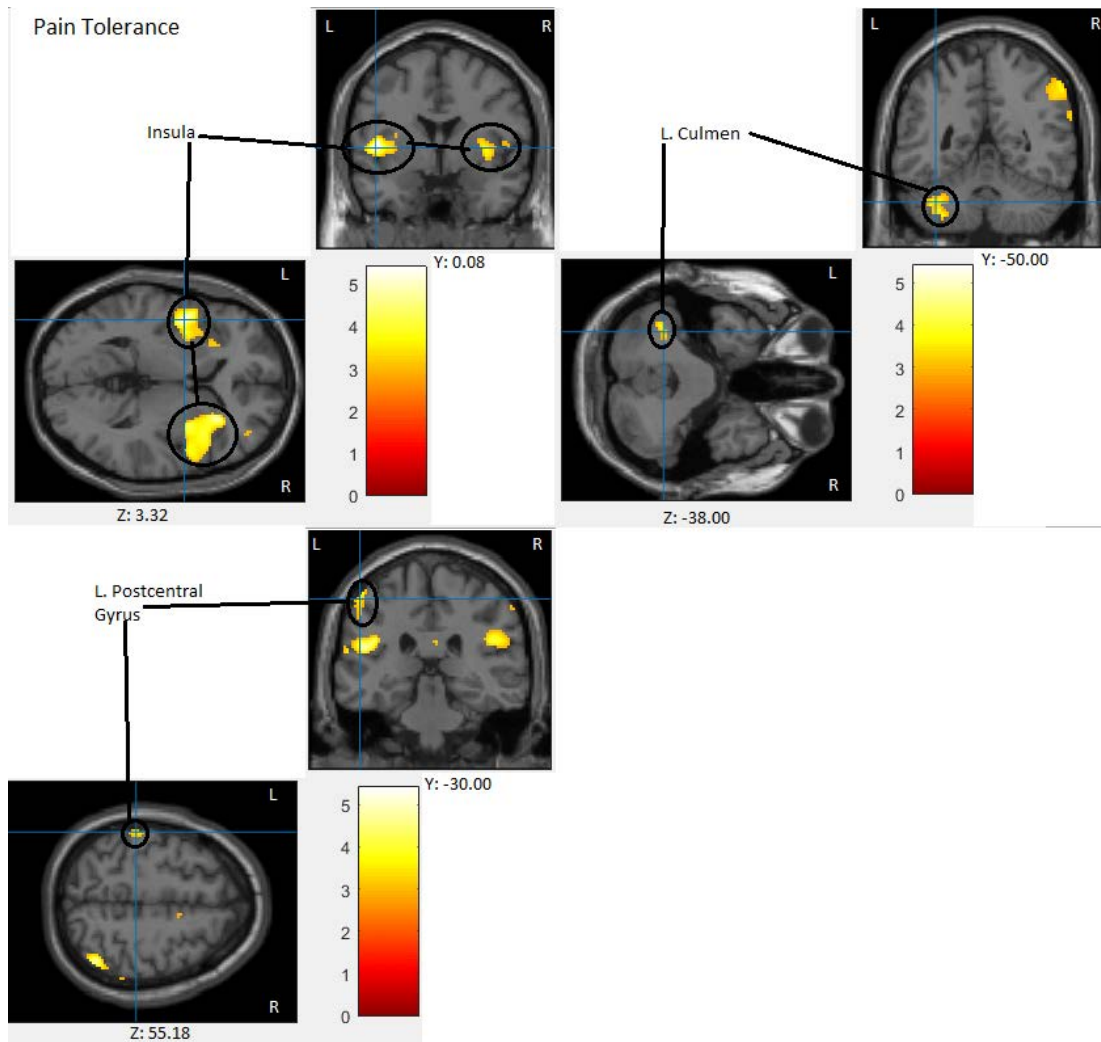 Pain Tolerance
L
R
Insula
L
R
L. Culmen
Y: 0.08
Y: -50.00
L
R
5
4
3
2
1
0
Z: 3.32
L
R
5
4
3
2
1
0
Z: -38.00
L
R
L. Postcentral
Gyrus
Y: -30.00
L
R
5
4
3
2
1
0
Z: 55.18